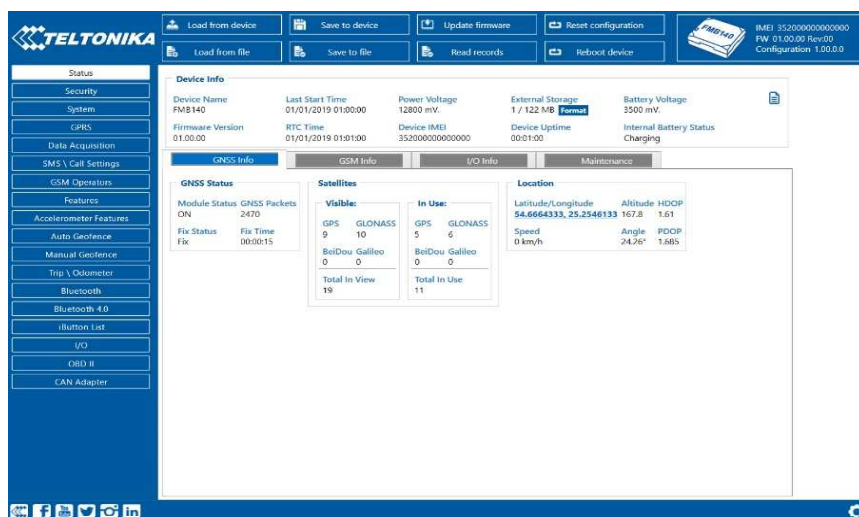 TELTONIKA
Load from device
Save to device
Update firmware
Reset configuration
Load from file
Save to file
Read records
Reboot device
FMB140
IMEI 352000000000000
FW 01.00.00 Rev:00
Configuration 1.00.0.0
Status
Security
System
GPRS
Data Acquisition
SMS \ Call Settings
GSM Operators
Features
Accelerometer Features
Auto Geofence
Manual Geofence
Trip \ Odometer
Bluetooth
Bluetooth 4.0
iButton List
I/O
OBD II
CAN Adapter
Device Info
Device Name
FMB140
Last Start Time
01/01/2019 01:00:00
Power Voltage
12800 mV.
External Storage
1 / 122 MB Format
Battery Voltage
3500 mV.
Firmware Version
01.00.00
RTC Time
01/01/2019 01:01:00
Device IMEI
352000000000000
Device Uptime
00:01:00
Internal Battery Status
Charging
GNSS Info
GSM Info
I/O Info
Maintenance
GNSS Status
Module Status GNSS Packets
ON 2470
Fix Status Fix Time
Fix 00:00:15
Satellites
Visible:
GPS GLONASS
9 10
BeiDou Galileo
0 0
Total In View
19
In Use:
GPS GLONASS
5 6
BeiDou Galileo
0 0
Total In Use
11
Location
Latitude/Longitude Altitude HDOP
54.6664333, 25.2546133 167.8 1.61
Speed Angle PDOP
0 km/h 24.26° 1.685